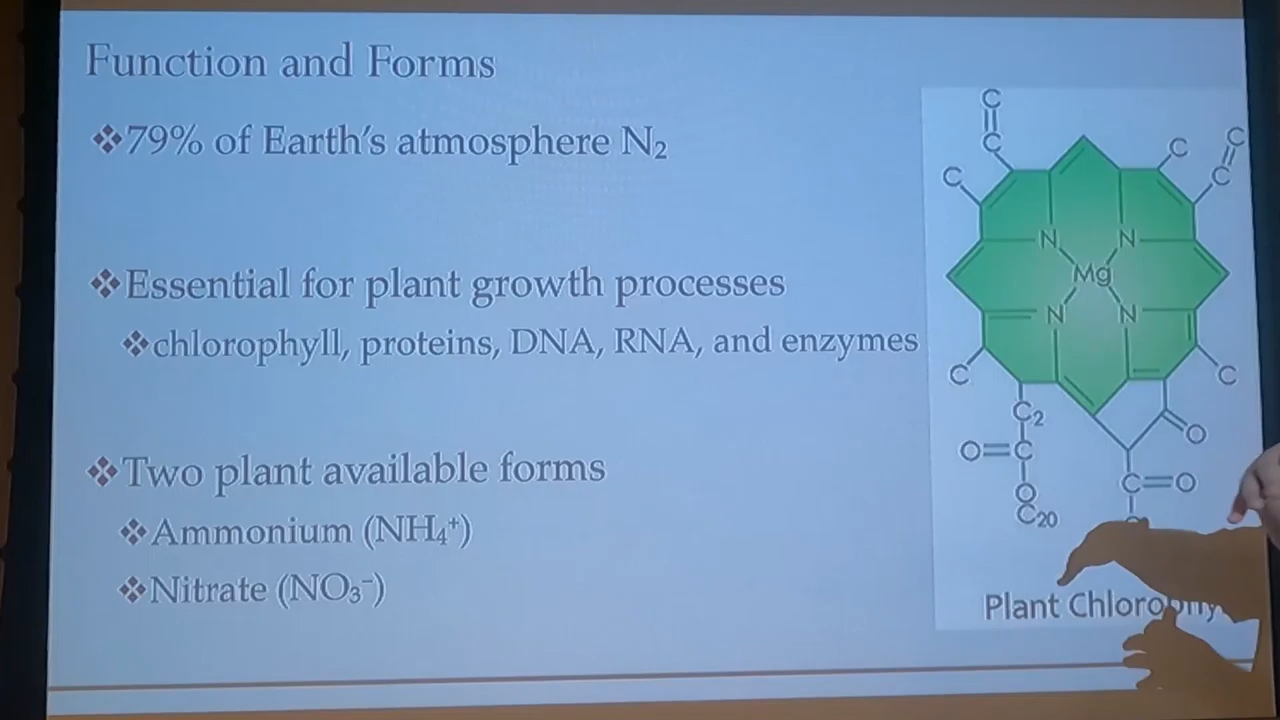 Function and Forms
❖79% of Earth's atmosphere N₂
❖Essential for plant growth processes
❖chlorophyll, proteins, DNA, RNA, and enzymes
❖Two plant available forms
❖Ammonium (NH₄⁺)
❖Nitrate (NO₃⁻)
C
C
C
C
C
C
N
N
Mg
N
N
C
C
C₂
O
O=C
C=O
O
C₂₀
Plant